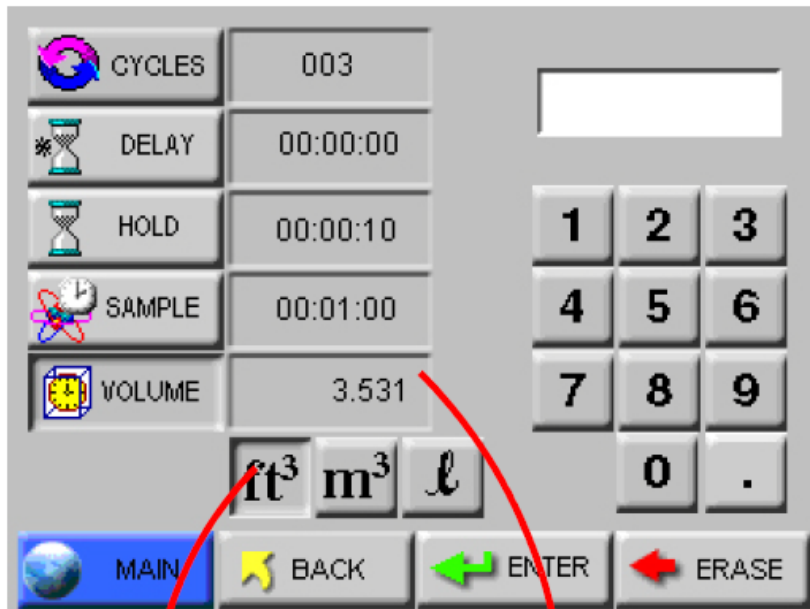 CYCLES 003
DELAY 00:00:00
HOLD 00:00:10
SAMPLE 00:01:00
VOLUME 3.531
ft³ m³ ℓ
1 2 3
4 5 6
7 8 9
0 .
MAIN BACK ENTER ERASE